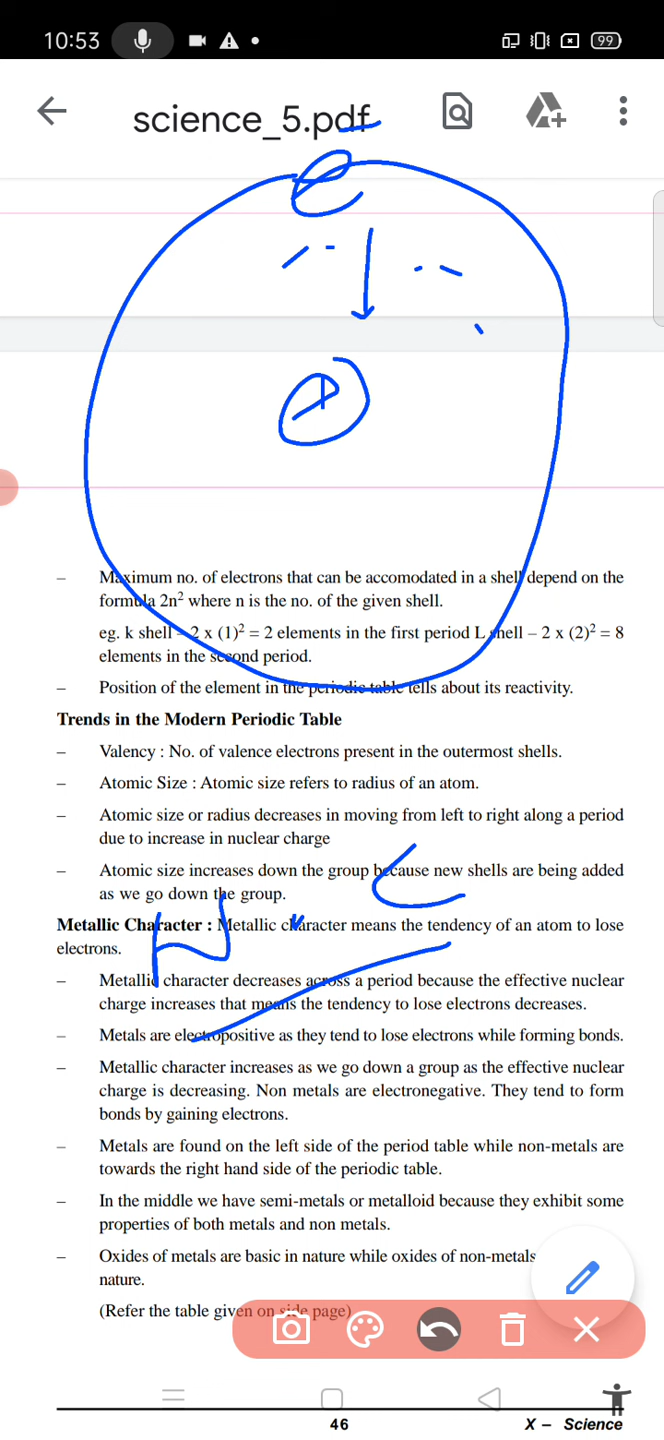 10:53
99
science_5.pdf
– Maximum no. of electrons that can be accomodated in a shell depend on the
formula 2n² where n is the no. of the given shell.
eg. k shell – 2 x (1)² = 2 elements in the first period L shell – 2 x (2)² = 8
elements in the second period.
– Position of the element in the periodic table tells about its reactivity.
Trends in the Modern Periodic Table
– Valency : No. of valence electrons present in the outermost shells.
– Atomic Size : Atomic size refers to radius of an atom.
– Atomic size or radius decreases in moving from left to right along a period
due to increase in nuclear charge
– Atomic size increases down the group because new shells are being added
as we go down the group.
Metallic Character : Metallic character means the tendency of an atom to lose
electrons.
– Metallic character decreases across a period because the effective nuclear
charge increases that means the tendency to lose electrons decreases.
– Metals are electropositive as they tend to lose electrons while forming bonds.
– Metallic character increases as we go down a group as the effective nuclear
charge is decreasing. Non metals are electronegative. They tend to form
bonds by gaining electrons.
– Metals are found on the left side of the period table while non-metals are
towards the right hand side of the periodic table.
– In the middle we have semi-metals or metalloid because they exhibit some
properties of both metals and non metals.
– Oxides of metals are basic in nature while oxides of non-metals
nature.
(Refer the table given on side page)
46
X – Science